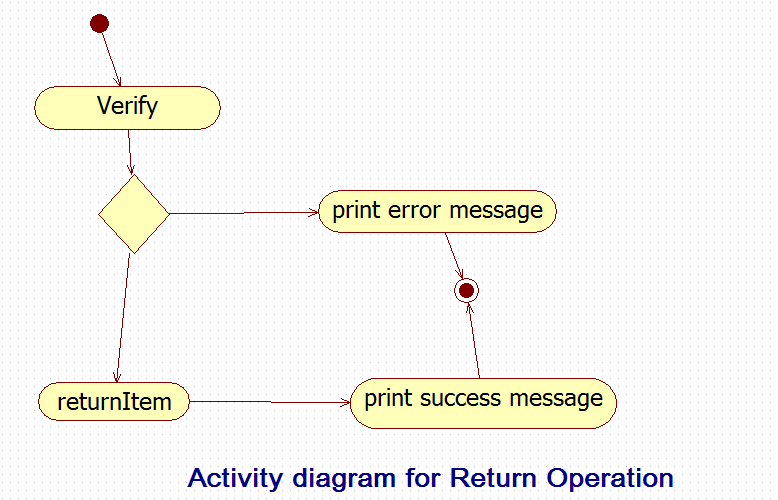 Verify
print error message
returnItem
print success message
Activity diagram for Return Operation